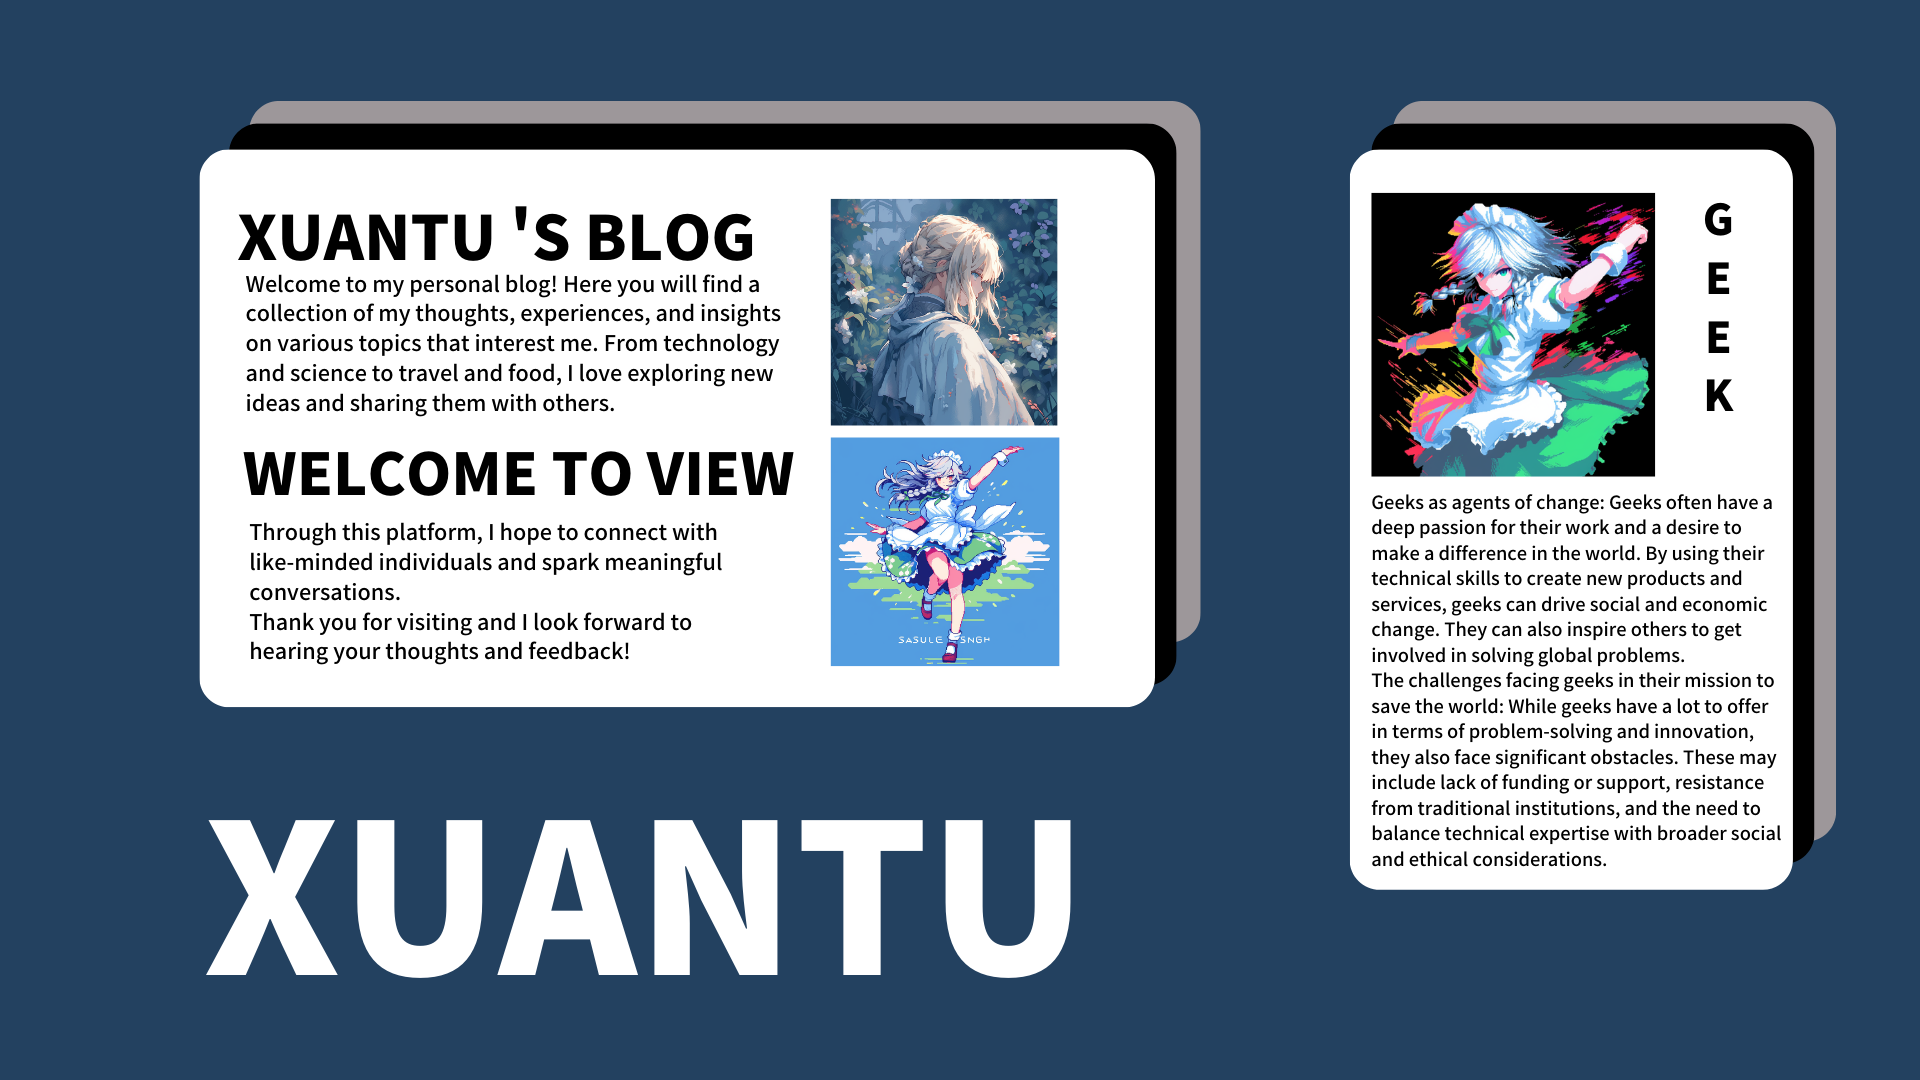 XUANTU 'S BLOG
Welcome to my personal blog! Here you will find a
collection of my thoughts, experiences, and insights
on various topics that interest me. From technology
and science to travel and food, I love exploring new
ideas and sharing them with others.
WELCOME TO VIEW
Through this platform, I hope to connect with
like-minded individuals and spark meaningful
conversations.
Thank you for visiting and I look forward to
hearing your thoughts and feedback!
SASULE SNGH
XUANTU
G
E
E
K
Geeks as agents of change: Geeks often have a
deep passion for their work and a desire to
make a difference in the world. By using their
technical skills to create new products and
services, geeks can drive social and economic
change. They can also inspire others to get
involved in solving global problems.
The challenges facing geeks in their mission to
save the world: While geeks have a lot to offer
in terms of problem-solving and innovation,
they also face significant obstacles. These may
include lack of funding or support, resistance
from traditional institutions, and the need to
balance technical expertise with broader social
and ethical considerations.